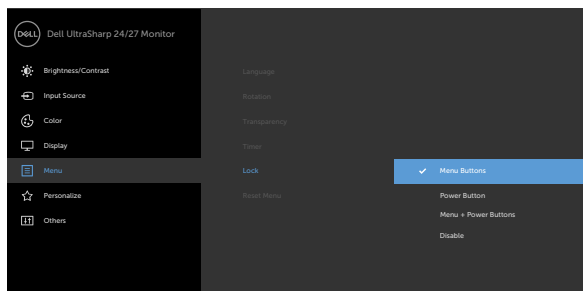 DELL Dell UltraSharp 24/27 Monitor
Brightness/Contrast
Input Source
Color
Display
Menu
Personalize
Others
Language
Rotation
Transparency
Timer
Lock
Reset Menu
Menu Buttons
Power Button
Menu + Power Buttons
Disable